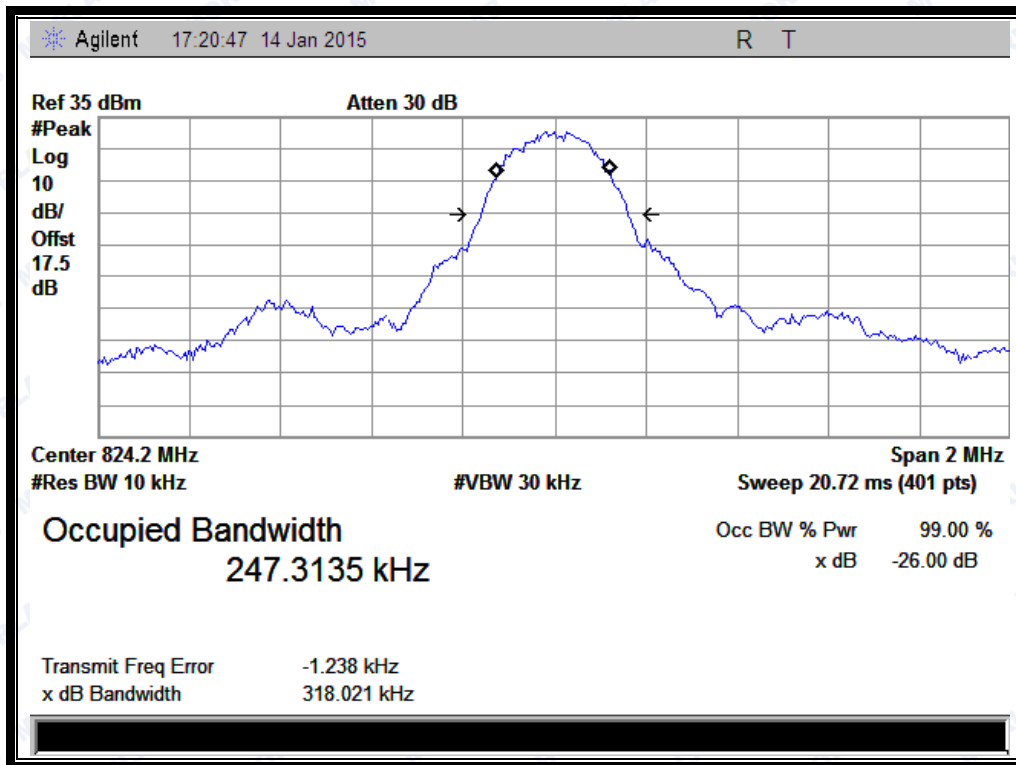 Agilent 17:20:47 14 Jan 2015 R T
Ref 35 dBm Atten 30 dB
#Peak
Log
10
dB/
Offst
17.5
dB
Center 824.2 MHz Span 2 MHz
#Res BW 10 kHz #VBW 30 kHz Sweep 20.72 ms (401 pts)
Occupied Bandwidth Occ BW % Pwr 99.00 %
247.3135 kHz x dB -26.00 dB
Transmit Freq Error -1.238 kHz
x dB Bandwidth 318.021 kHz